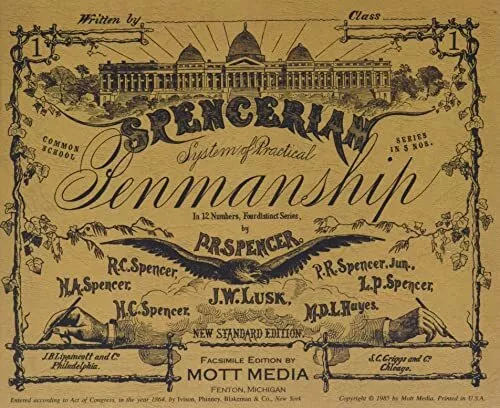 Written by Class
1 1
SPENCERIAN
COMMON SCHOOL
SERIES IN 5 NOS.
System of Practical
Penmanship
In 12 Numbers, Four distinct Series,
by
P.R. SPENCER.
R.C. Spencer, P.R. Spencer, Jun.,
N.A. Spencer, L.P. Spencer,
J.W. LUSK,
H.C. Spencer, M.D.L. Hayes.
NEW STANDARD EDITION.
J.B. Lippincott and Co.
Philadelphia.
S.C. Griggs and Co.
Chicago.
FACSIMILE EDITION BY
MOTT MEDIA
FENTON, MICHIGAN
Entered according to Act of Congress, in the year 1864, by Ivison, Phinney, Blakeman & Co., New York
Copyright © 1985 by Mott Media, Printed in U.S.A.